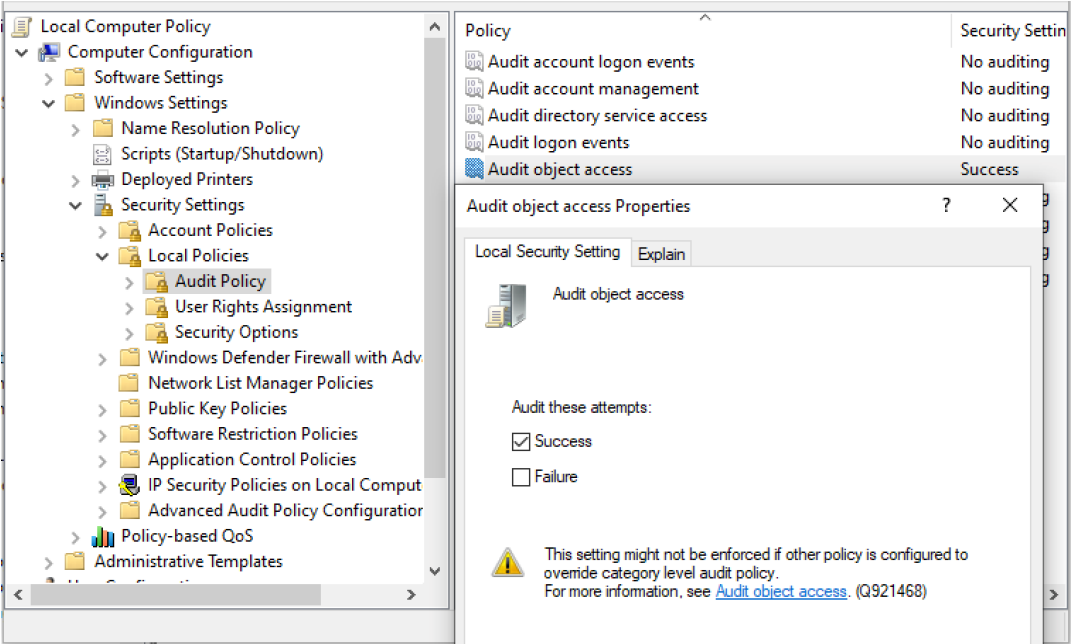 Local Computer Policy
Computer Configuration
Software Settings
Windows Settings
Name Resolution Policy
Scripts (Startup/Shutdown)
Deployed Printers
Security Settings
Account Policies
Local Policies
Audit Policy
User Rights Assignment
Security Options
Windows Defender Firewall with Adv
Network List Manager Policies
Public Key Policies
Software Restriction Policies
Application Control Policies
IP Security Policies on Local Comput
Advanced Audit Policy Configuration
Policy-based QoS
Administrative Templates
Policy Security Settin
Audit account logon events No auditing
Audit account management No auditing
Audit directory service access No auditing
Audit logon events No auditing
Audit object access Success
Audit object access Properties ? 
Local Security Setting Explain
Audit object access
Audit these attempts:
Success
Failure
This setting might not be enforced if other policy is configured to
override category level audit policy.
For more information, see Audit object access. (Q921468)